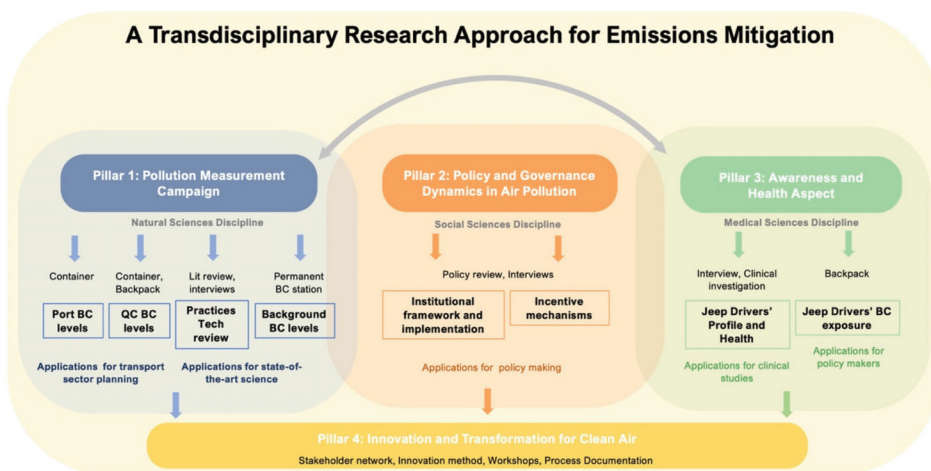 A Transdisciplinary Research Approach for Emissions Mitigation
Pillar 1: Pollution Measurement
Campaign
Natural Sciences Discipline
Container
Container,
Backpack
Lit review,
interviews
Permanent
BC station
Port BC
levels
QC BC
levels
Practices
Tech
review
Background
BC levels
Applications for transport
sector planning
Applications for state-of-
the-art science
Pillar 2: Policy and Governance
Dynamics in Air Pollution
Social Sciences Discipline
Policy review, Interviews
Institutional
framework and
implementation
Incentive
mechanisms
Applications for policy making
Pillar 3: Awareness and
Health Aspect
Medical Sciences Discipline
Interview, Clinical
investigation
Backpack
Jeep Drivers'
Profile and
Health
Jeep Drivers' BC
exposure
Applications for clinical
studies
Applications for
policy makers
Pillar 4: Innovation and Transformation for Clean Air
Stakeholder network, Innovation method, Workshops, Process Documentation